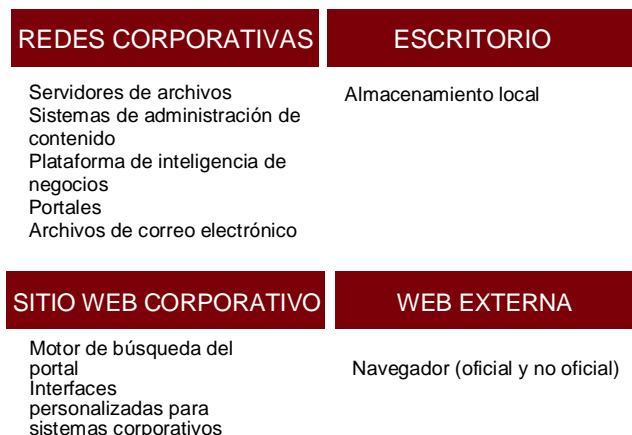 REDES CORPORATIVAS
Servidores de archivos
Sistemas de administración de
contenido
Plataforma de inteligencia de
negocios
Portales
Archivos de correo electrónico
ESCRITORIO
Almacenamiento local
SITIO WEB CORPORATIVO
Motor de búsqueda del
portal
Interfaces
personalizadas para
sistemas corporativos
WEB EXTERNA
Navegador (oficial y no oficial)